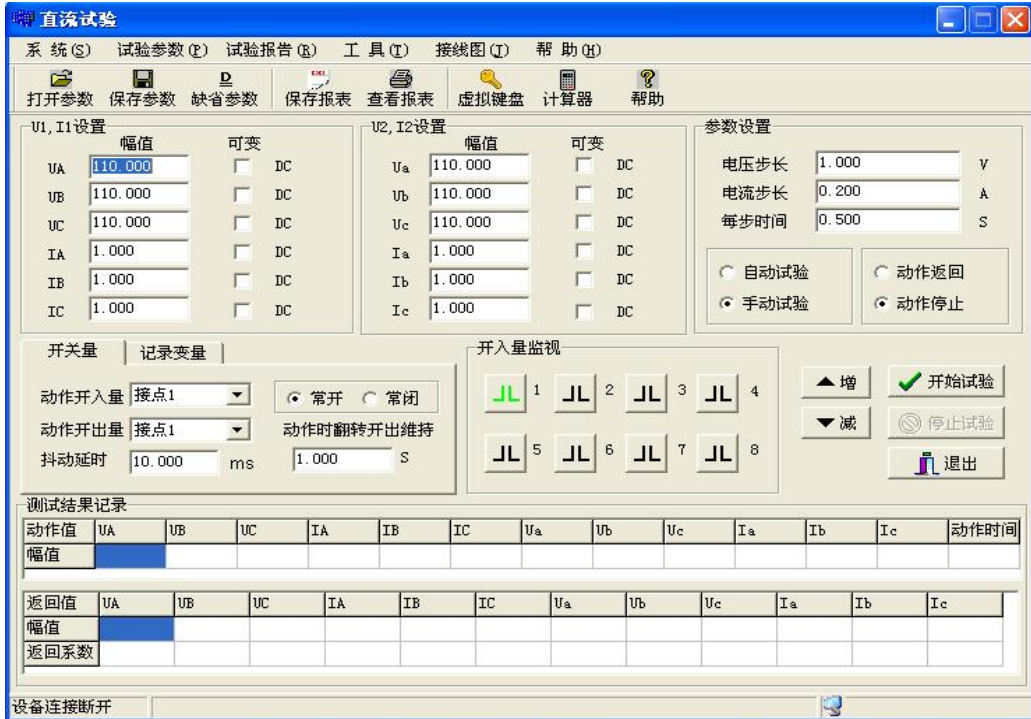 直流试验
系 统(S) 试验参数(P) 试验报告(R) 工 具(T) 接线图(J) 帮 助(H)
打开参数 保存参数 D 缺省参数 EXL 保存报表 查看报表 虚拟键盘 计算器 帮助
U1,I1设置
幅值 可变
UA 110.000 DC
UB 110.000 DC
UC 110.000 DC
IA 1.000 DC
IB 1.000 DC
IC 1.000 DC
U2,I2设置
幅值 可变
Ua 110.000 DC
Ub 110.000 DC
Uc 110.000 DC
Ia 1.000 DC
Ib 1.000 DC
Ic 1.000 DC
参数设置
电压步长 1.000 V
电流步长 0.200 A
每步时间 0.500 S
自动试验 动作返回
手动试验 动作停止
开关量 记录变量
动作开入量 接点1 常开 常闭
动作开出量 接点1 动作时翻转开出维持
抖动延时 10.000 ms 1.000 S
开入量监视
1 2 3 4
5 6 7 8
增 开始试验
减 停止试验
退出
测试结果记录
动作值 UA UB UC IA IB IC Ua Ub Uc Ia Ib Ic 动作时间
幅值
返回值 UA UB UC IA IB IC Ua Ub Uc Ia Ib Ic
幅值
返回系数
设备连接断开